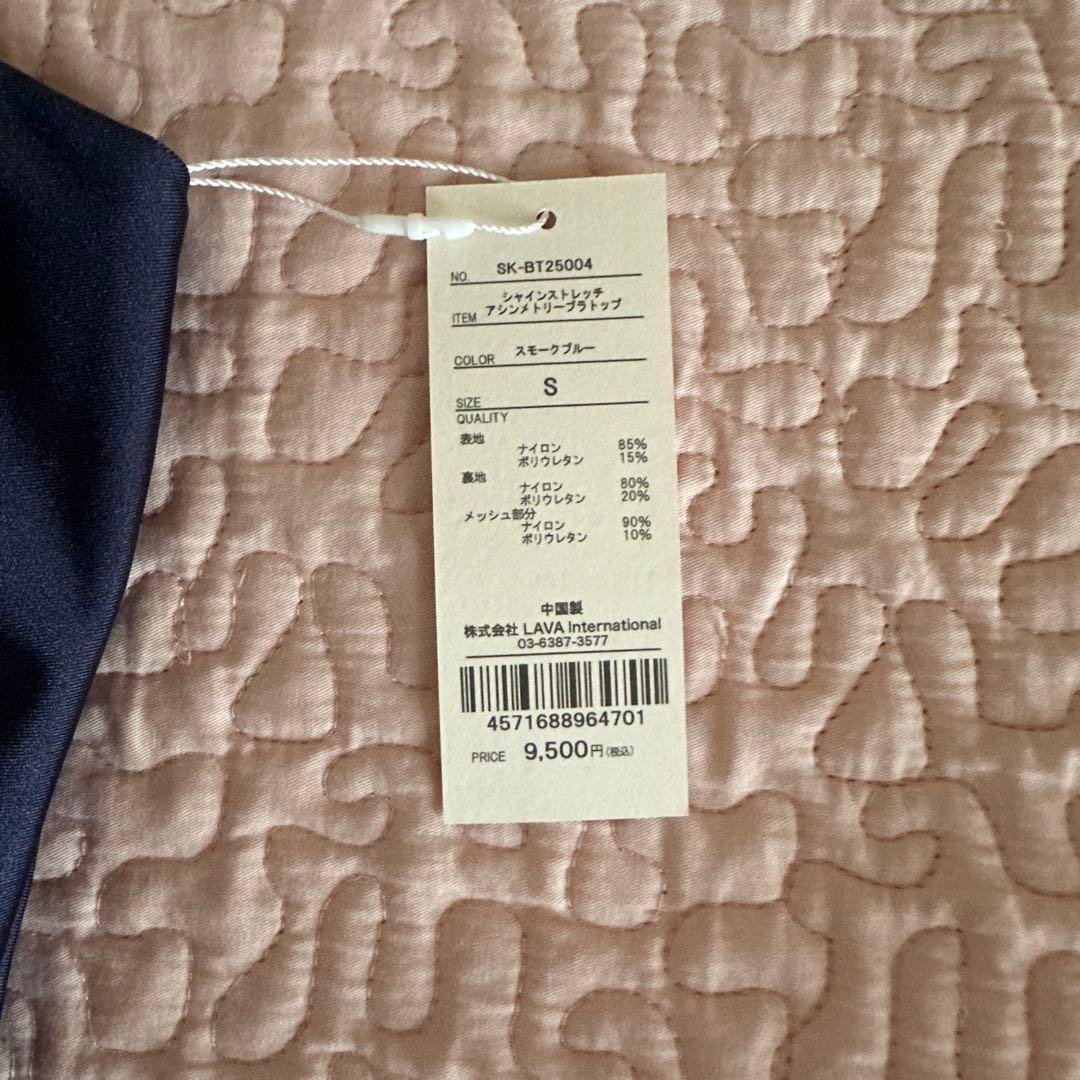 NO. SK-BT25004
シャインストレッチ
ITEM アシンメトリーブラトップ
COLOR スモークブルー
SIZE S
QUALITY
表地
ナイロン 85%
ポリウレタン 15%
裏地
ナイロン 80%
ポリウレタン 20%
メッシュ部分
ナイロン 90%
ポリウレタン 10%
中国製
株式会社 LAVA International
03-6387-3577
4571688964701
PRICE 9,500円(税込)